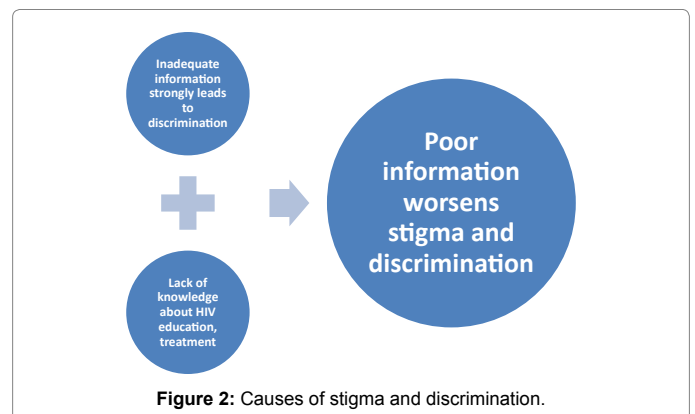 Inadequate
information
strongly leads
to
discrimination
Lack of
knowledge
about HIV
education,
treatment
Poor
information
worsens
stigma and
discrimination
Figure 2: Causes of stigma and discrimination.